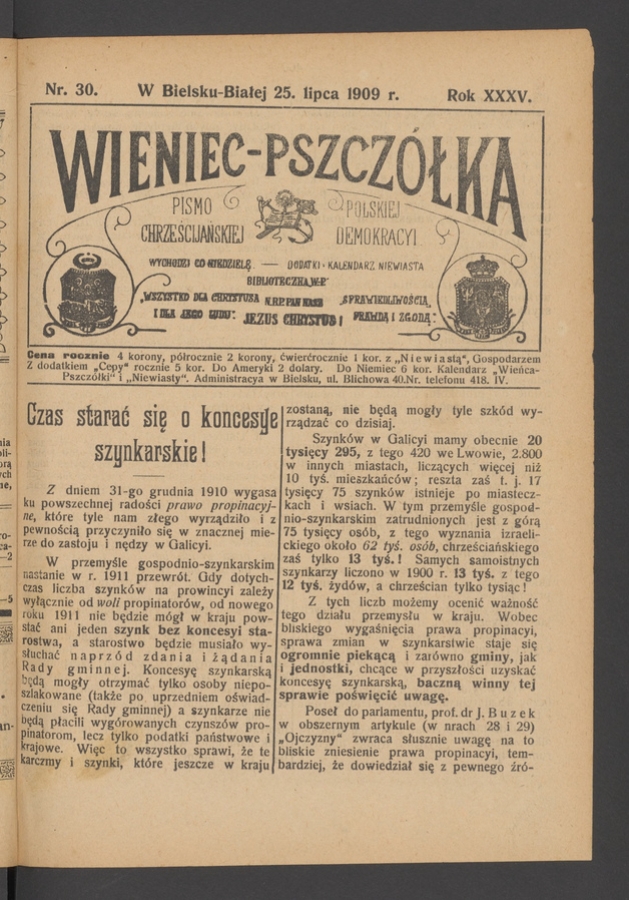 Nr. 30. W Bielsku-Białej 25. lipca 1909 r. Rok XXXV.
WIENIEC-PSZCZÓŁKA
PISMO POLSKIEJ
CHRZEŚCIJAŃSKIEJ DEMOKRACYI
WYCHODZI CO NIEDZIELĘ — DODATKI · KALENDARZ NIEWIASTA
BIBLIOTECZKA
„WSZYSTKO DLA CHRYSTUSA SPRAWIEDLIWOŚCIĄ,
I DLA JEGO LUDU". JEZUS CHRYSTUS! PRAWDĄ I ZGODĄ".
Cena rocznie 4 korony, półrocznie 2 korony, ćwierćrocznie 1 kor. z „Niewiastą", Gospodarzem
Z dodatkiem „Cepy" rocznie 5 kor. Do Ameryki 2 dolary. Do Niemiec 6 kor. Kalendarz „Wieńca-
Pszczółki" i „Niewiasty". Administracya w Bielsku, ul. Blichowa 40. Nr. telefonu 418. IV.
Czas starać się o koncesye
szynkarskie!
Z dniem 31-go grudnia 1910 wygasa
ku powszechnej radości prawo propinacyj-
ne, które tyle nam złego wyrządziło i z
pewnością przyczyniło się w znacznej mie-
rze do zastoju i nędzy w Galicyi.
W przemyśle gospodnio-szynkarskim
nastanie w r. 1911 przewrót. Gdy dotych-
czas liczba szynków na prowincyi zależy
wyłącznie od woli propinatorów, od nowego
roku 1911 nie będzie mógł w kraju pow-
stać ani jeden szynk bez koncesyi sta-
rostwa, a starostwo będzie musiało wy-
słuchać naprzód zdania i żądania
Rady gminnej. Koncesyę szynkarską
będą mogły otrzymać tylko osoby niepo-
szlakowane (także po uprzedniem oświad-
czeniu się Rady gminnej) a szynkarze nie
będą płacili wygórowanych czynszów pro-
pinatorom, lecz tylko podatki państwowe i
krajowe. Więc to wszystko sprawi, że te
karczmy i szynki, które jeszcze w kraju
zostaną, nie będą mogły tyle szkód wy-
rządzać co dzisiaj.
Szynków w Galicyi mamy obecnie 20
tysięcy 295, z tego 420 we Lwowie, 2.800
w innych miastach, liczących więcej niż
10 tyś. mieszkańców; reszta zaś t. j. 17
tysięcy 75 szynków istnieje po miastecz-
kach i wsiach. W tym przemyśle gospod-
nio-szynkarskim zatrudnionych jest z górą
75 tysięcy osób, z tego wyznania izraeli-
ckiego około 62 tyś. osób, chrześciańskiego
zaś tylko 13 tyś.! Samych samoistnych
szynkarzy liczono w 1900 r. 13 tyś. z tego
12 tyś. żydów, a chrześcian tylko tysiąc!
Z tych liczb możemy ocenić ważność
tego działu przemysłu w kraju. Wobec
bliskiego wygaśnięcia prawa propinacyi,
sprawa zmian w szynkarstwie staje się
ogromnie piekącą i zarówno gminy, jak
i jednostki, chcące w przyszłości uzyskać
koncesyę szynkarską, baczną winny tej
sprawie poświęcić uwagę.
Poseł do parlamentu, prof. dr J. Buzek
w obszernym artykule (w nrach 28 i 29)
„Ojczyzny" zwraca słusznie uwagę na to
bliskie zniesienie prawa propinacyi, tem-
bardziej, że dowiedział się z pewnego źró-